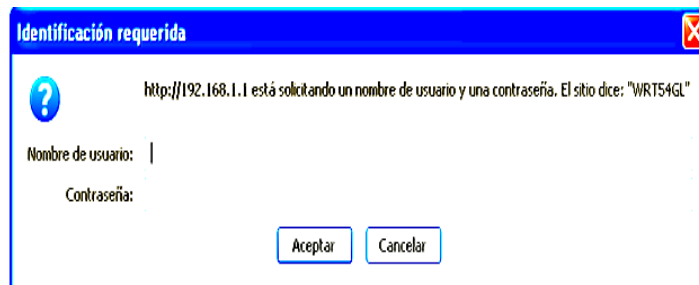 Identificación requerida
http://192.168.1.1 está solicitando un nombre de usuario y una contraseña. El sitio dice: "WRT54GL"
Nombre de usuario:
Contraseña:
Aceptar Cancelar